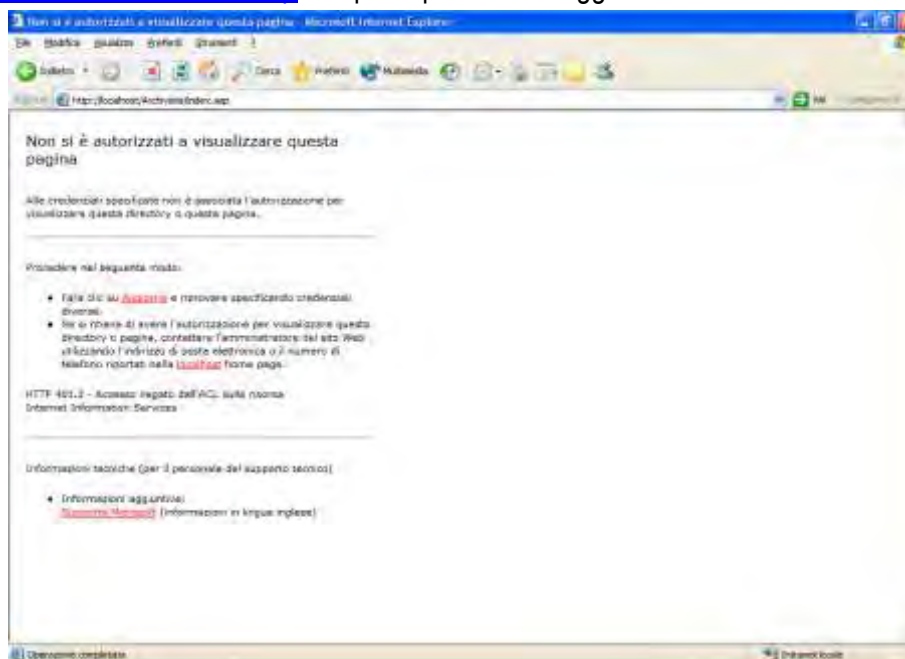 Non si è autorizzati a visualizzare questa pagina - Microsoft Internet Explorer
File Modifica Visualizza Preferiti Strumenti ?
Indietro Cerca Preferiti Multimedia
http://localhost/Archivi Vai
Non si è autorizzati a visualizzare questa
pagina
Alle credenziali specificate non è associata l'autorizzazione per
visualizzare questa directory o questa pagina.
Procedere nel seguente modo:
Fare clic su Aggiorna e riprovare specificando credenziali
diverse.
Se si ritiene di avere l'autorizzazione per visualizzare questa
directory o pagina, contattare l'amministratore del sito Web
utilizzando l'indirizzo di posta elettronica o il numero di
telefono riportati nella localhost home page.
HTTP 401.3 - Accesso negato dall'ACL sulla risorsa
Internet Information Services
Informazioni tecniche (per il personale del supporto tecnico)
Informazioni aggiuntive:
Supporto Microsoft (informazioni in lingua inglese)
Operazione completata Intranet locale